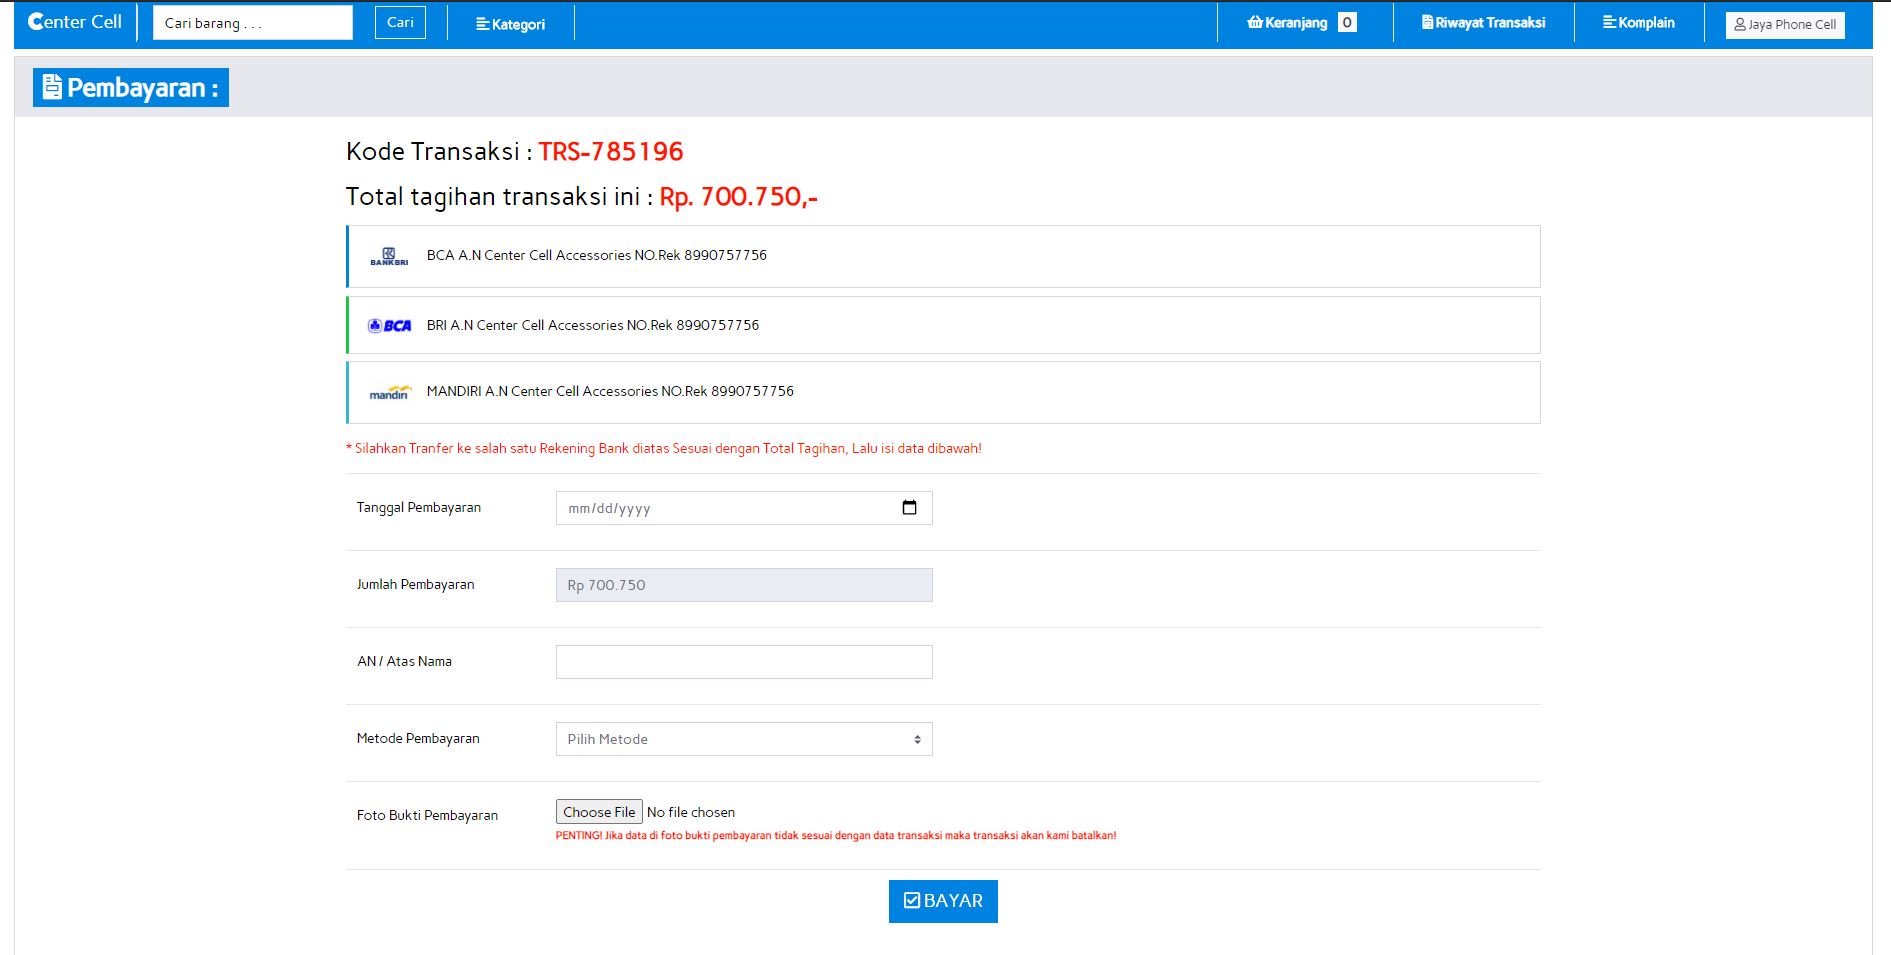 Center Cell Cari barang . . . Cari Kategori Keranjang 0 Riwayat Transaksi Komplain Jaya Phone Cell
Pembayaran :
Kode Transaksi : TRS-785196
Total tagihan transaksi ini : Rp. 700.750,-
BANK BRI BCA A.N Center Cell Accessories NO.Rek 8990757756
BCA BRI A.N Center Cell Accessories NO.Rek 8990757756
mandiri MANDIRI A.N Center Cell Accessories NO.Rek 8990757756
* Silahkan Tranfer ke salah satu Rekening Bank diatas Sesuai dengan Total Tagihan, Lalu isi data dibawah!
Tanggal Pembayaran mm/dd/yyyy
Jumlah Pembayaran Rp 700.750
AN / Atas Nama
Metode Pembayaran Pilih Metode
Foto Bukti Pembayaran Choose File No file chosen
PENTING! Jika data di foto bukti pembayaran tidak sesuai dengan data transaksi maka transaksi akan kami batalkan!
BAYAR